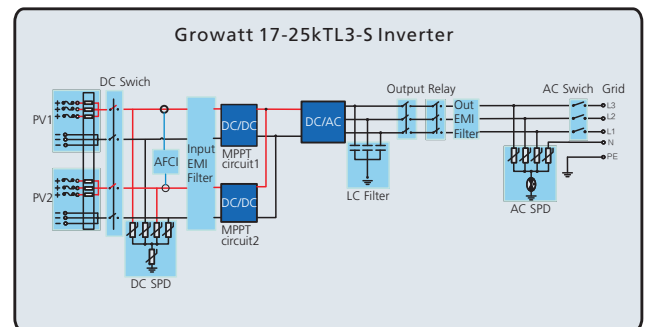 Growatt 17-25kTL3-S Inverter
DC Swich
Output Relay
AC Swich
Grid
PV1
+
+
+
−
−
−
PV2
+
+
+
−
−
−
AFCI
Input
EMI
Filter
DC/DC
MPPT
circuit1
DC/DC
MPPT
circuit2
DC/AC
LC Filter
Out
EMI
Filter
L3
L2
L1
N
PE
DC SPD
AC SPD